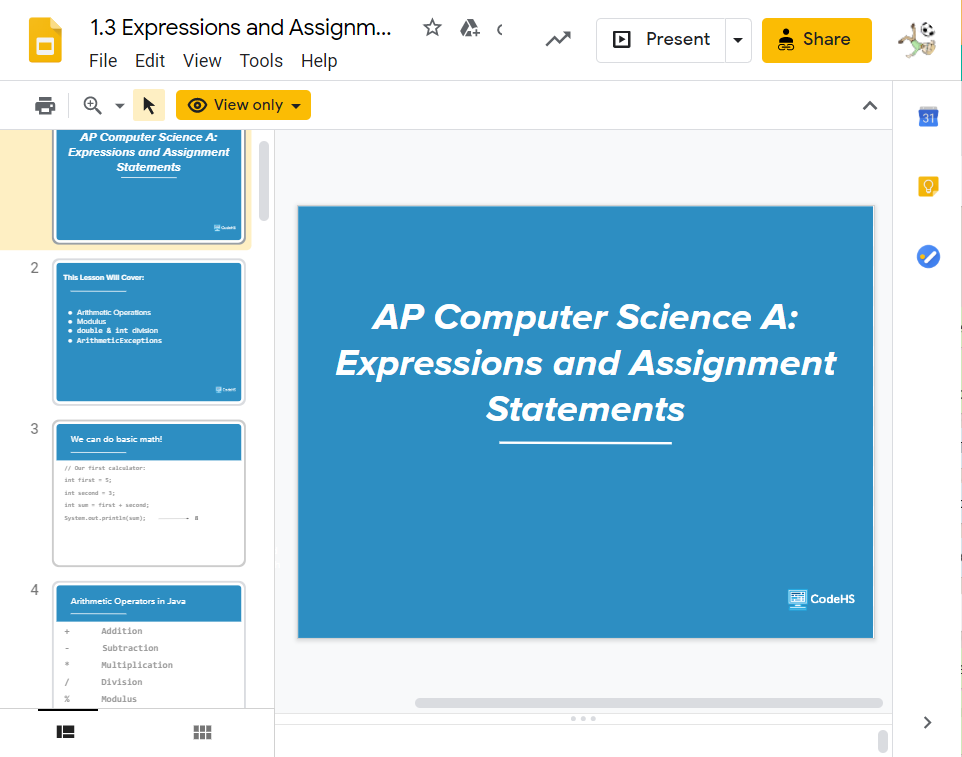 1.3 Expressions and Assignm...
File Edit View Tools Help
Present
Share
View only
31
AP Computer Science A:
Expressions and Assignment
Statements
CodeHS
2
This Lesson Will Cover:
● Arithmetic Operations
● Modulus
● double & int division
● ArithmeticExceptions
CodeHS
3
We can do basic math!
// Our first calculator:
int first = 5;
int second = 3;
int sum = first + second;
System.out.println(sum); 8
4
Arithmetic Operators in Java
+ Addition
- Subtraction
* Multiplication
/ Division
% Modulus
AP Computer Science A:
Expressions and Assignment
Statements
CodeHS